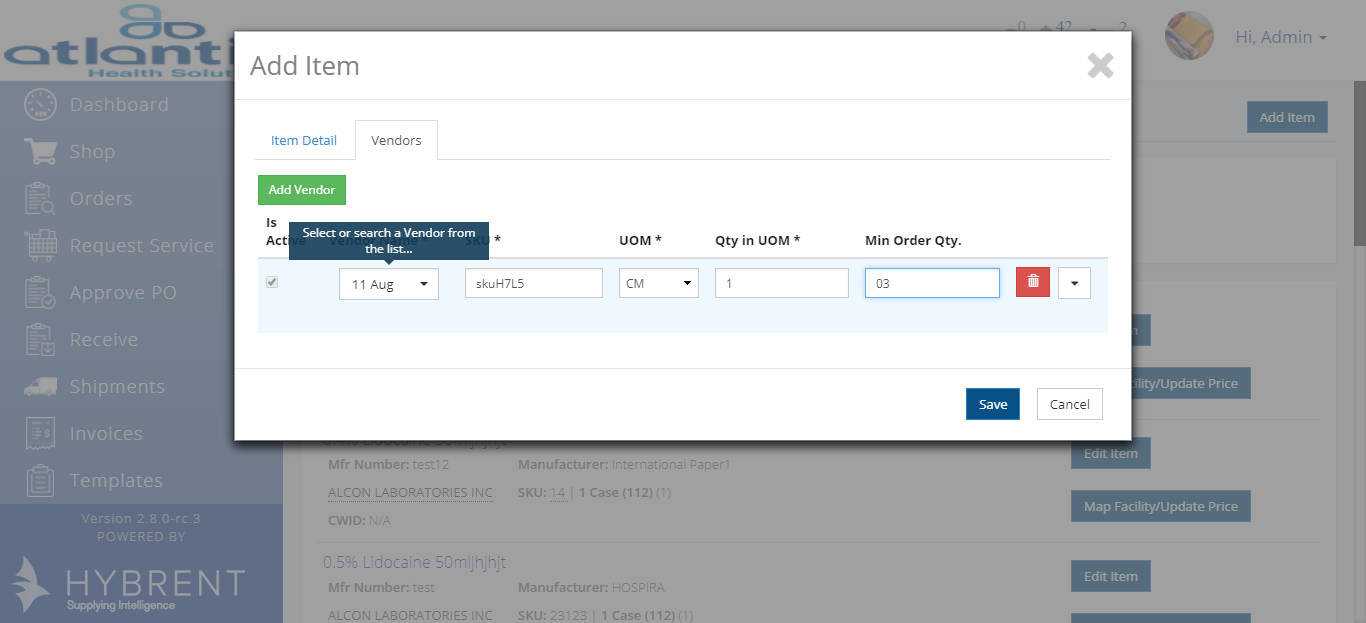 atlanti
Health Solut
42
2
Hi, Admin
Add Item
Dashboard
Shop
Orders
Request Service
Approve PO
Receive
Shipments
Invoices
Templates
Version 2.8.0-rc.3
POWERED BY
HYBRENT
Supplying Intelligence
Add Item
Item Detail
Vendors
Add Vendor
Is
Active
Vendor Name *
SKU *
UOM *
Qty in UOM *
Min Order Qty.
Select or search a Vendor from
the list...
11 Aug
skuH7L5
CM
1
03
Save
Cancel
ility/Update Price
Mfr Number: test12
Manufacturer: International Paper1
Edit Item
ALCON LABORATORIES INC
SKU: 14 | 1 Case (112) (1)
Map Facility/Update Price
CWID: N/A
0.5% Lidocaine 50mljhjhjt
Mfr Number: test
Manufacturer: HOSPIRA
Edit Item
ALCON LABORATORIES INC
SKU: 23123 | 1 Case (112) (1)